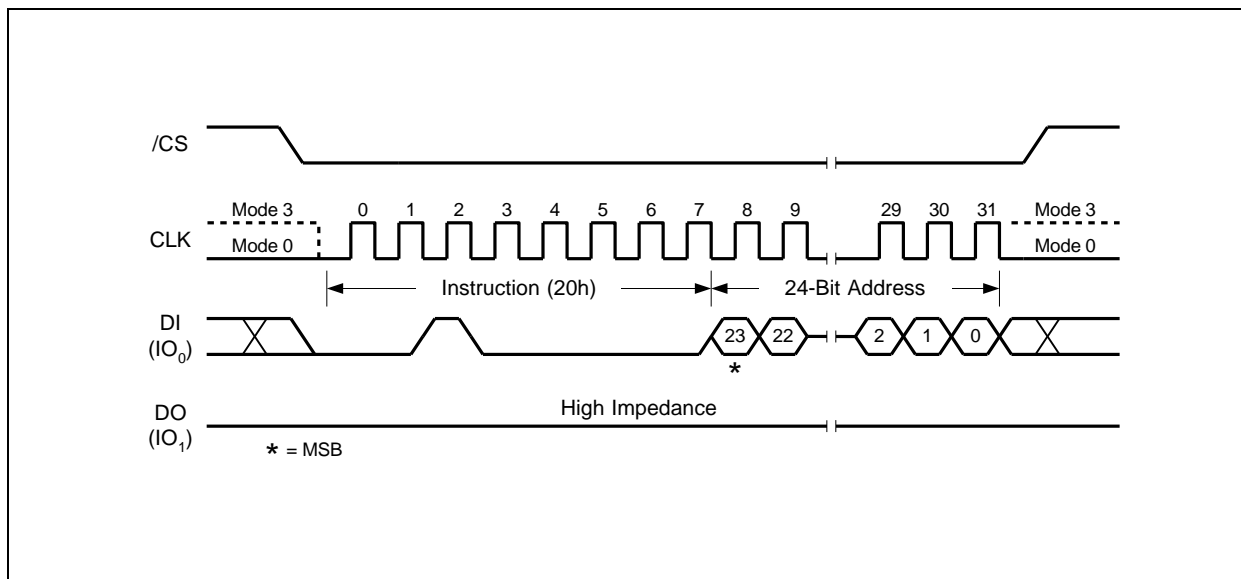 /CS
Mode 3 0 1 2 3 4 5 6 7 8 9 29 30 31 Mode 3
CLK Mode 0 Mode 0
Instruction (20h) 24-Bit Address
DI
(IO0) 23 22 2 1 0
*
High Impedance
DO
(IO1)
* = MSB